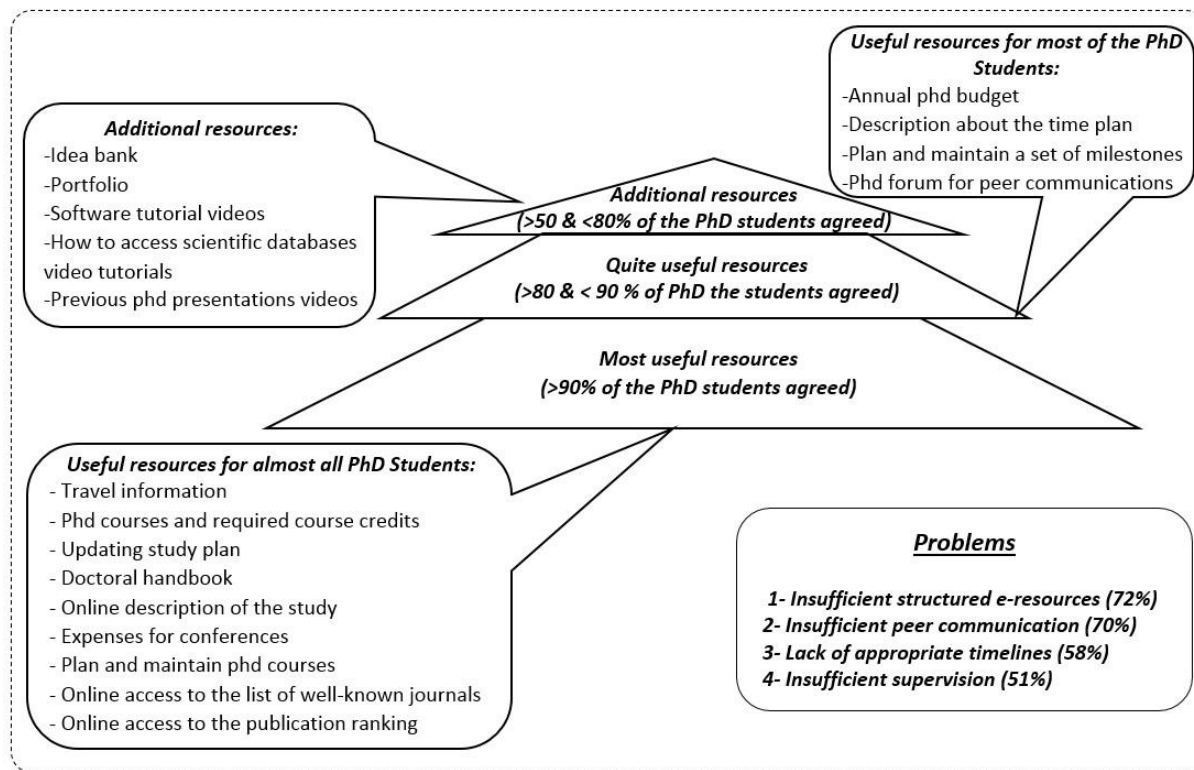 Useful resources for most of the PhD
Students:
-Annual phd budget
-Description about the time plan
-Plan and maintain a set of milestones
-Phd forum for peer communications
Additional resources:
-Idea bank
-Portfolio
-Software tutorial videos
-How to access scientific databases
video tutorials
-Previous phd presentations videos
Additional resources
(>50 & <80% of the PhD students agreed)
Quite useful resources
(>80 & < 90 % of PhD the students agreed)
Most useful resources
(>90% of the PhD students agreed)
Useful resources for almost all PhD Students:
- Travel information
- Phd courses and required course credits
- Updating study plan
- Doctoral handbook
- Online description of the study
- Expenses for conferences
- Plan and maintain phd courses
- Online access to the list of well-known journals
- Online access to the publication ranking
Problems
1- Insufficient structured e-resources (72%)
2- Insufficient peer communication (70%)
3- Lack of appropriate timelines (58%)
4- Insufficient supervision (51%)